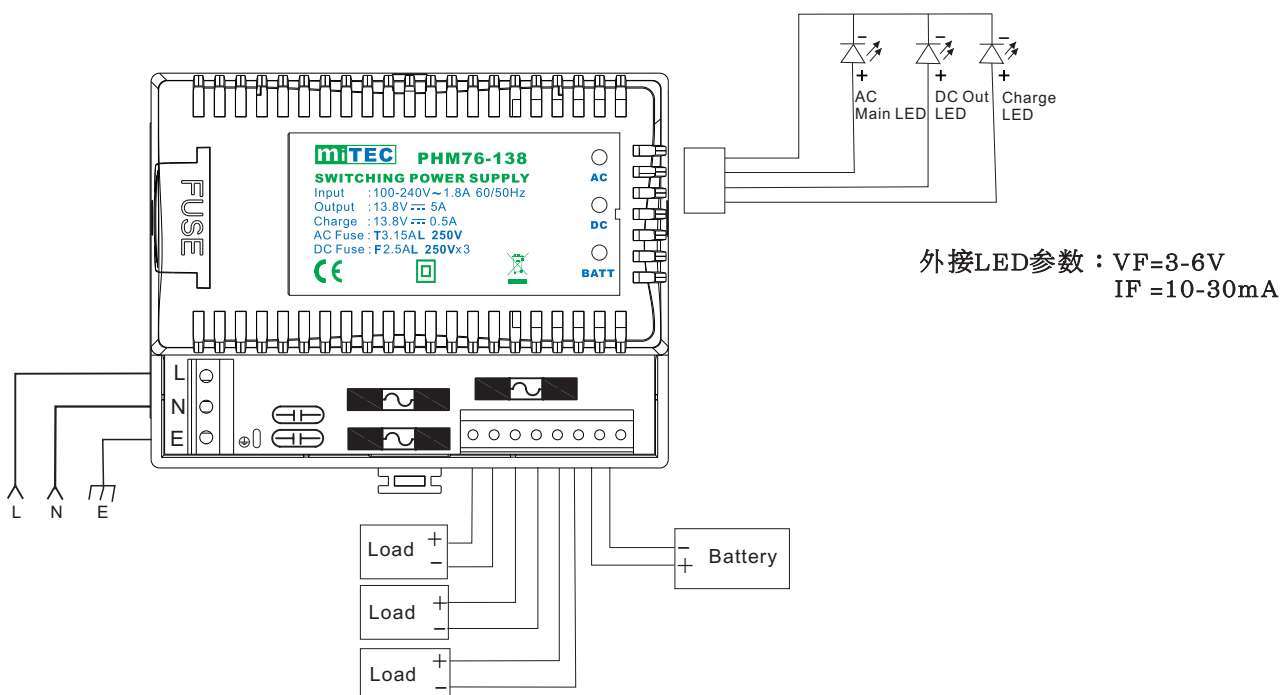 AC
Main LED
DC Out
LED
Charge
LED
miTEC PHM76-138
SWITCHING POWER SUPPLY
Input :100-240V~1.8A 60/50Hz
Output :13.8V⎓5A
Charge :13.8V⎓0.5A
AC Fuse : T3.15AL 250V
DC Fuse : F2.5AL 250Vx3
CE
AC
DC
BATT
FUSE
外接LED参数：VF=3-6V
IF =10-30mA
L
N
E
L
N
E
Load + -
Load + -
Load + -
- + Battery